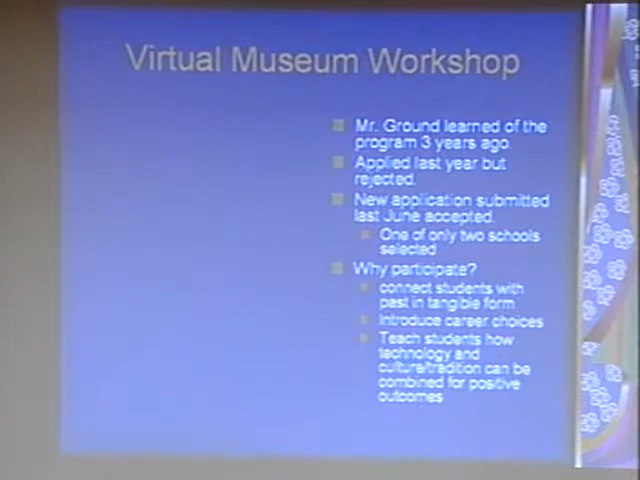 Virtual Museum Workshop
Mr. Ground learned of the
program 3 years ago.
Applied last year but
rejected.
New application submitted
last June accepted.
One of only two schools
selected
Why participate?
connect students with
past in tangible form
Introduce career choices
Teach students how
technology and
culture/tradition can be
combined for positive
outcomes